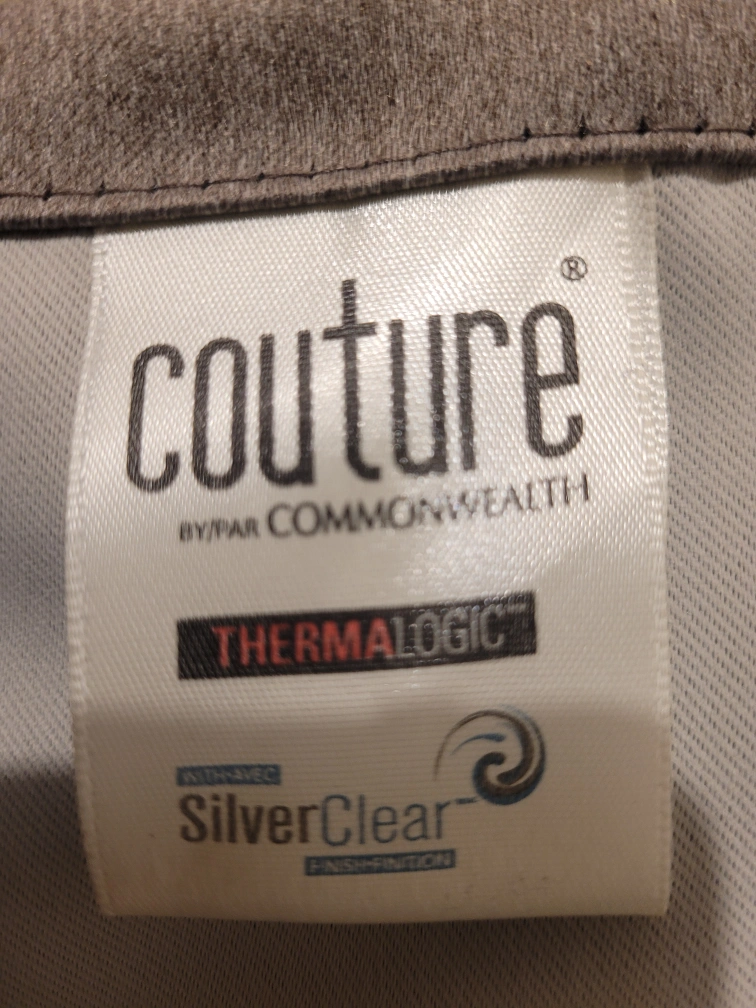 couture®
BY/PAR COMMONWEALTH
THERMALOGIC™
WITH•AVEC
SilverClear™
FINISH•FINITION